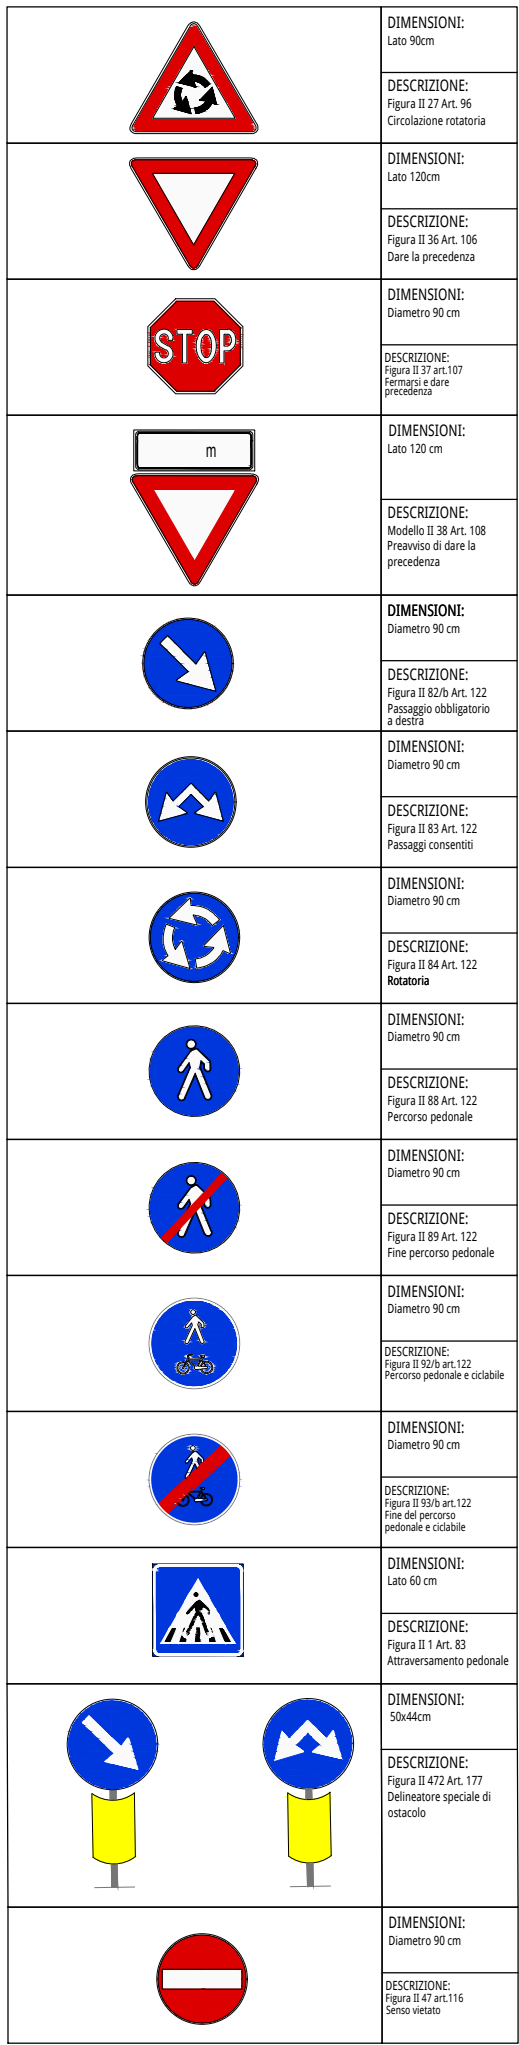 DIMENSIONI:
Lato 90cm
DESCRIZIONE:
Figura II 27 Art. 96
Circolazione rotatoria
DIMENSIONI:
Lato 120cm
DESCRIZIONE:
Figura II 36 Art. 106
Dare la precedenza
STOP
DIMENSIONI:
Diametro 90 cm
DESCRIZIONE:
Figura II 37 art.107
Fermarsi e dare
precedenza
m
DIMENSIONI:
Lato 120 cm
DESCRIZIONE:
Modello II 38 Art. 108
Preavviso di dare la
precedenza
DIMENSIONI:
Diametro 90 cm
DESCRIZIONE:
Figura II 82/b Art. 122
Passaggio obbligatorio
a destra
DIMENSIONI:
Diametro 90 cm
DESCRIZIONE:
Figura II 83 Art. 122
Passaggi consentiti
DIMENSIONI:
Diametro 90 cm
DESCRIZIONE:
Figura II 84 Art. 122
Rotatoria
DIMENSIONI:
Diametro 90 cm
DESCRIZIONE:
Figura II 88 Art. 122
Percorso pedonale
DIMENSIONI:
Diametro 90 cm
DESCRIZIONE:
Figura II 89 Art. 122
Fine percorso pedonale
DIMENSIONI:
Diametro 90 cm
DESCRIZIONE:
Figura II 92/b art.122
Percorso pedonale e ciclabile
DIMENSIONI:
Diametro 90 cm
DESCRIZIONE:
Figura II 93/b art.122
Fine del percorso
pedonale e ciclabile
DIMENSIONI:
Lato 60 cm
DESCRIZIONE:
Figura II 1 Art. 83
Attraversamento pedonale
DIMENSIONI:
50x44cm
DESCRIZIONE:
Figura II 472 Art. 177
Delineatore speciale di
ostacolo
DIMENSIONI:
Diametro 90 cm
DESCRIZIONE:
Figura II 47 art.116
Senso vietato